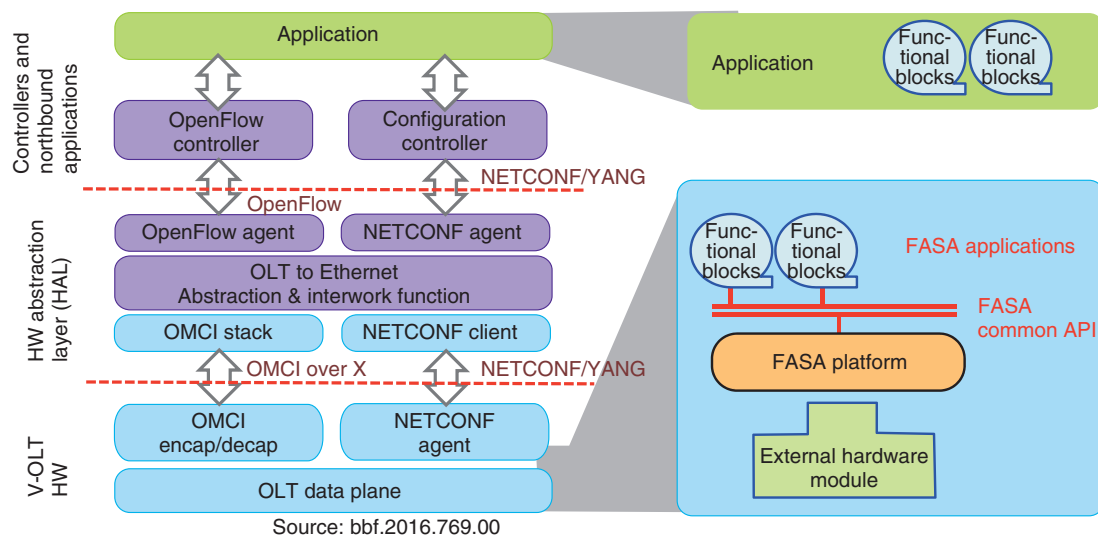 Controllers and
northbound
applications
Application
OpenFlow
controller
Configuration
controller
NETCONF/YANG
OpenFlow
HW abstraction
layer (HAL)
OpenFlow agent
NETCONF agent
OLT to Ethernet
Abstraction & interwork function
OMCI stack
NETCONF client
OMCI over X
NETCONF/YANG
V-OLT
HW
OMCI
encap/decap
NETCONF
agent
OLT data plane
Source: bbf.2016.769.00
Application
Func-
tional
blocks
Func-
tional
blocks
Func-
tional
blocks
Func-
tional
blocks
FASA applications
FASA
common API
FASA platform
External hardware
module